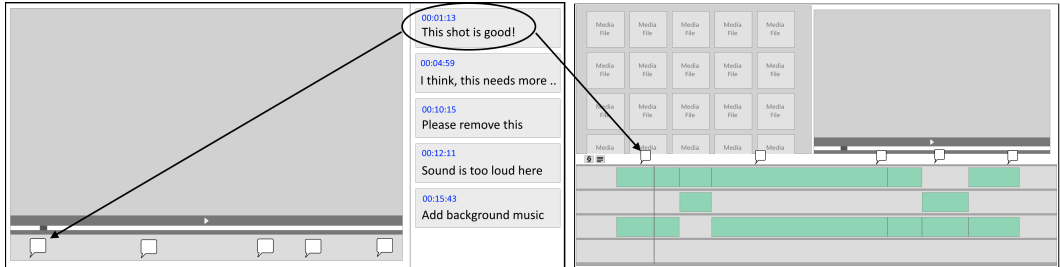 00:01:13
This shot is good!
00:04:59
I think, this needs more ..
00:10:15
Please remove this
00:12:11
Sound is too loud here
00:15:43
Add background music
Media Media Media Media Media
File File File File File
Media Media Media Media Media
File File File File File
Media Media Media Media Media
File File File File File
Media Media Media Media Media